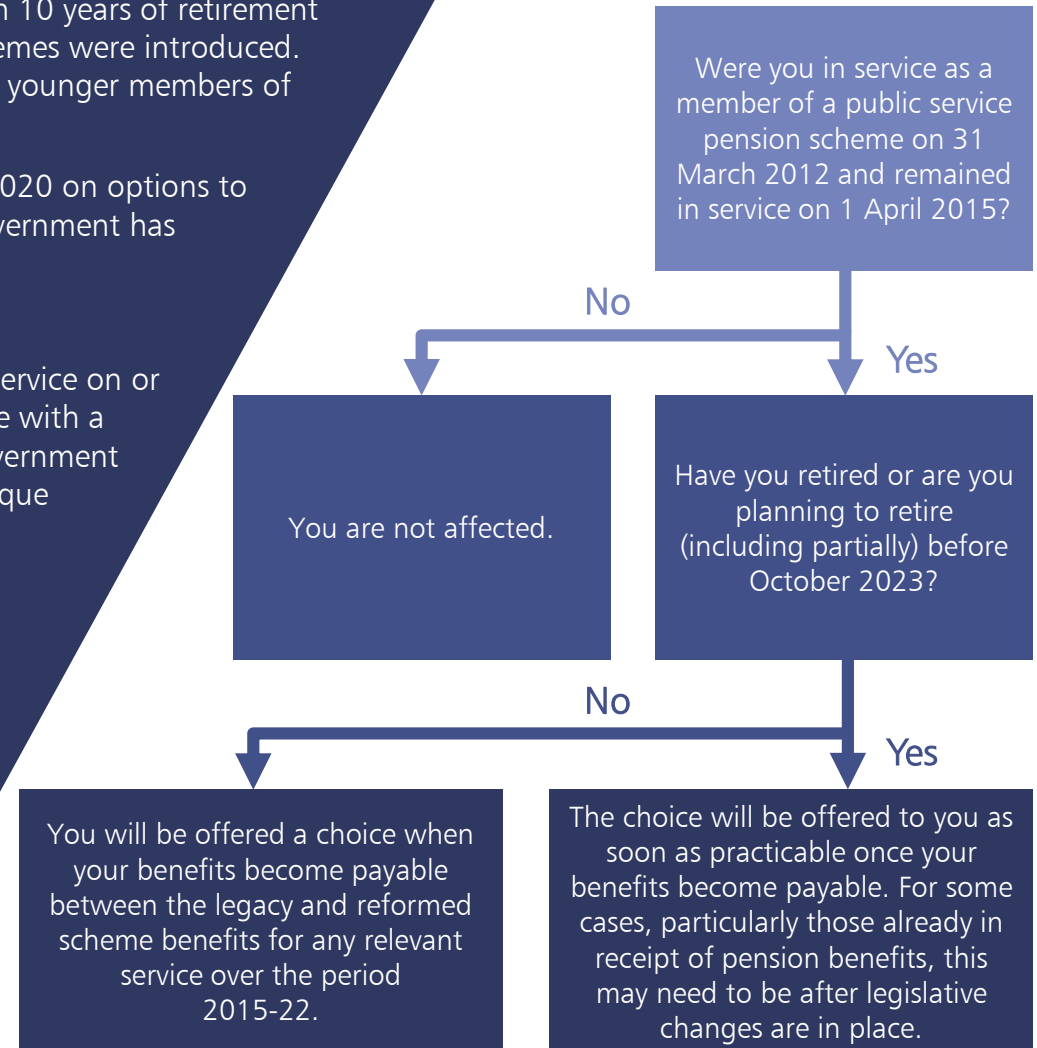 10 years of retirement
emes were introduced.
younger members of
020 on options to
vernment has
ervice on or
e with a
vernment
que
Were you in service as a
member of a public service
pension scheme on 31
March 2012 and remained
in service on 1 April 2015?
No
Yes
You are not affected.
Have you retired or are you
planning to retire
(including partially) before
October 2023?
No
Yes
You will be offered a choice when
your benefits become payable
between the legacy and reformed
scheme benefits for any relevant
service over the period
2015-22.
The choice will be offered to you as
soon as practicable once your
benefits become payable. For some
cases, particularly those already in
receipt of pension benefits, this
may need to be after legislative
changes are in place.